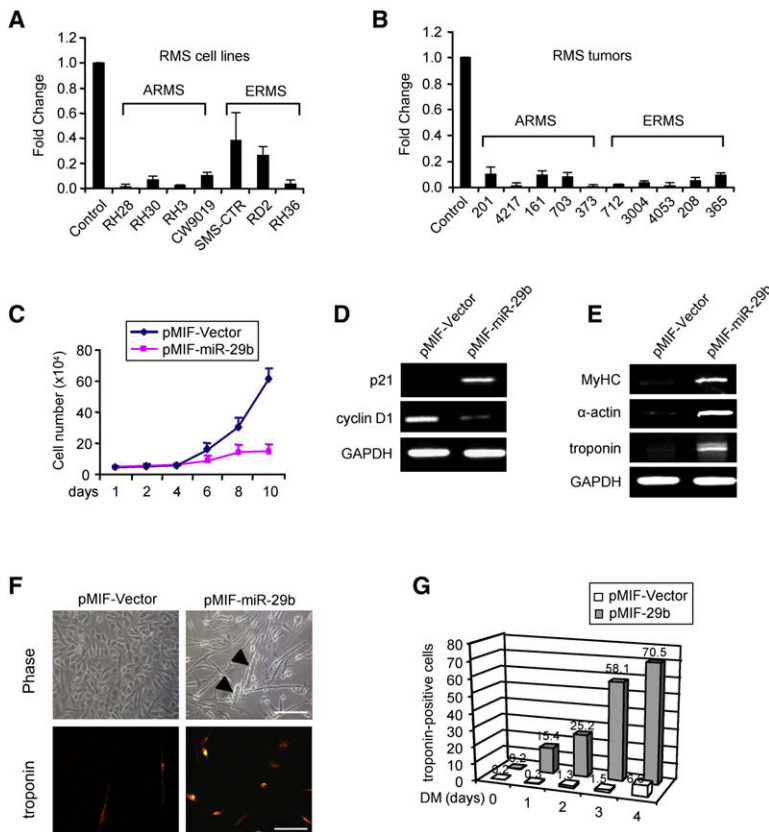 A
RMS cell lines
ARMS
ERMS
Fold Change
1.2
1.0
0.8
0.6
0.4
0.2
0.0
Control
RH28
RH30
RH3
CW9019
SMS-CTR
RD2
RH36
B
RMS tumors
ARMS
ERMS
Fold Change
1.2
1.0
0.8
0.6
0.4
0.2
0.0
Control
201
4217
161
703
373
712
3004
4053
208
365
C
pMIF-Vector
pMIF-miR-29b
Cell number (x10⁴)
80
60
40
20
0
days 1 2 4 6 8 10
D
pMIF-Vector
pMIF-miR-29b
p21
cyclin D1
GAPDH
E
pMIF-Vector
pMIF-miR-29b
MyHC
α-actin
troponin
GAPDH
F
pMIF-Vector pMIF-miR-29b
Phase
troponin
G
pMIF-Vector
pMIF-29b
troponin-positive cells
80
70
60
50
40
30
20
10
0
0.2
15.4
25.2
58.1
70.5
0.2
0.3
1.3
1.5
DM (days) 0 1 2 3 4